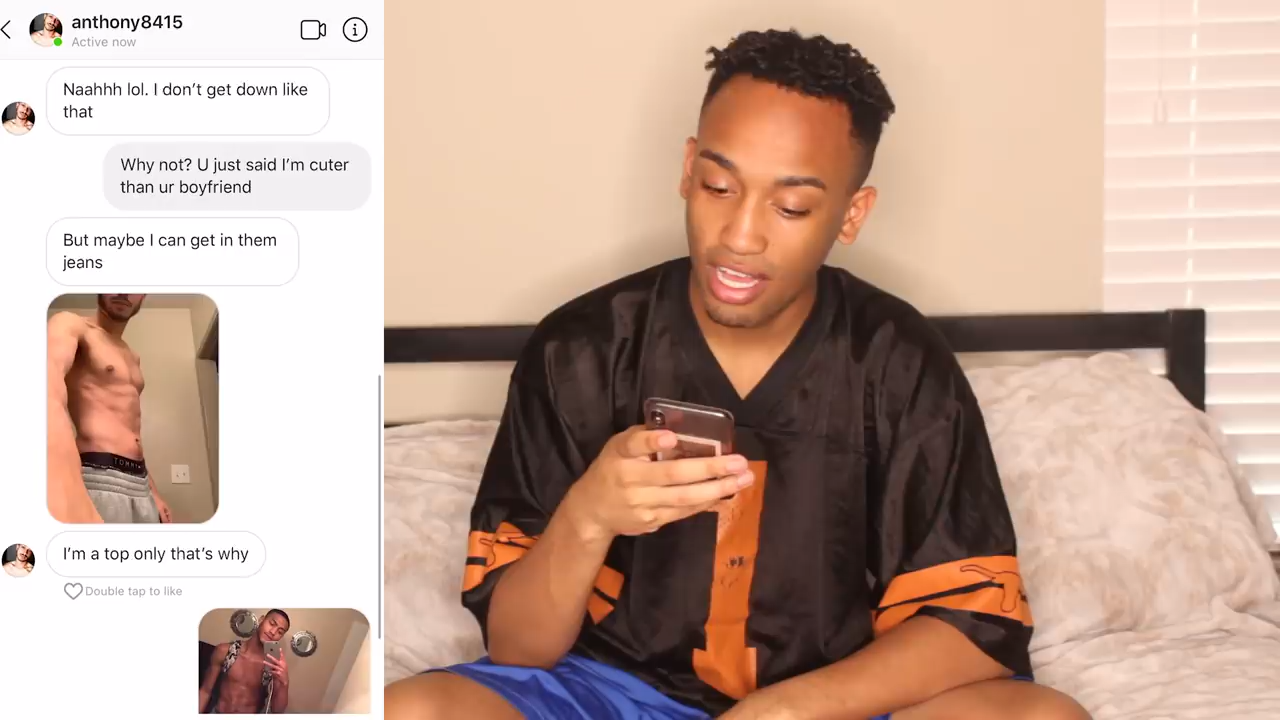 anthony8415
Active now
Naahhh lol. I don't get down like
that
Why not? U just said I'm cuter
than ur boyfriend
But maybe I can get in them
jeans
I'm a top only that's why
Double tap to like